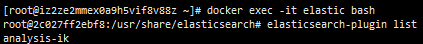 [root@iz2ze2mmex0a9h5vif8v88z ~]# docker exec -it elastic bash
root@2c027ff2ebf8:/usr/share/elasticsearch# elasticsearch-plugin list
analysis-ik